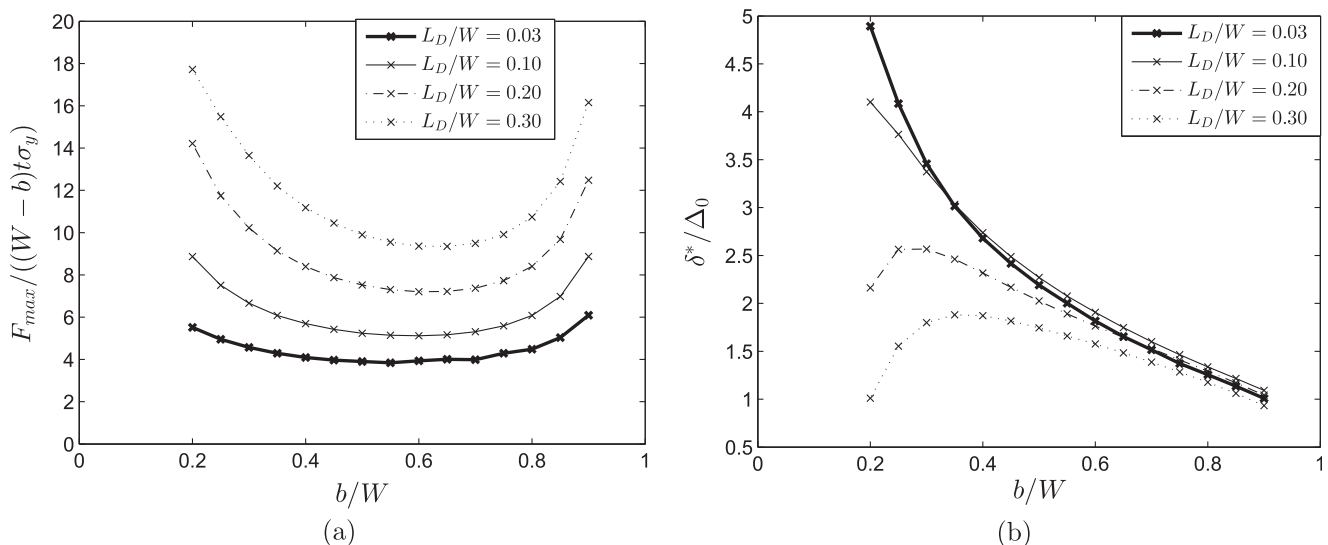 20
18
16
14
12
10
8
6
4
2
0
F_{max}/((W − b)tσ_y)
L_D/W = 0.03
L_D/W = 0.10
L_D/W = 0.20
L_D/W = 0.30
0 0.2 0.4 0.6 0.8 1
b/W
(a)
5
4.5
4
3.5
3
2.5
2
1.5
1
0.5
δ*/Δ_0
L_D/W = 0.03
L_D/W = 0.10
L_D/W = 0.20
L_D/W = 0.30
0 0.2 0.4 0.6 0.8 1
b/W
(b)